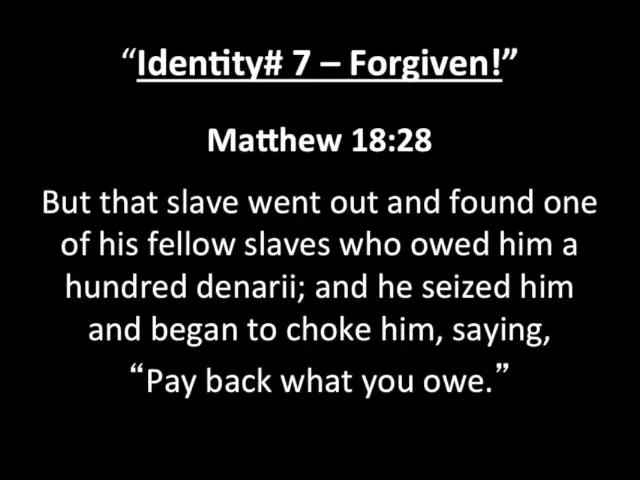 “Identity# 7 – Forgiven!”
Matthew 18:28
But that slave went out and found one
of his fellow slaves who owed him a
hundred denarii; and he seized him
and began to choke him, saying,
“Pay back what you owe.”